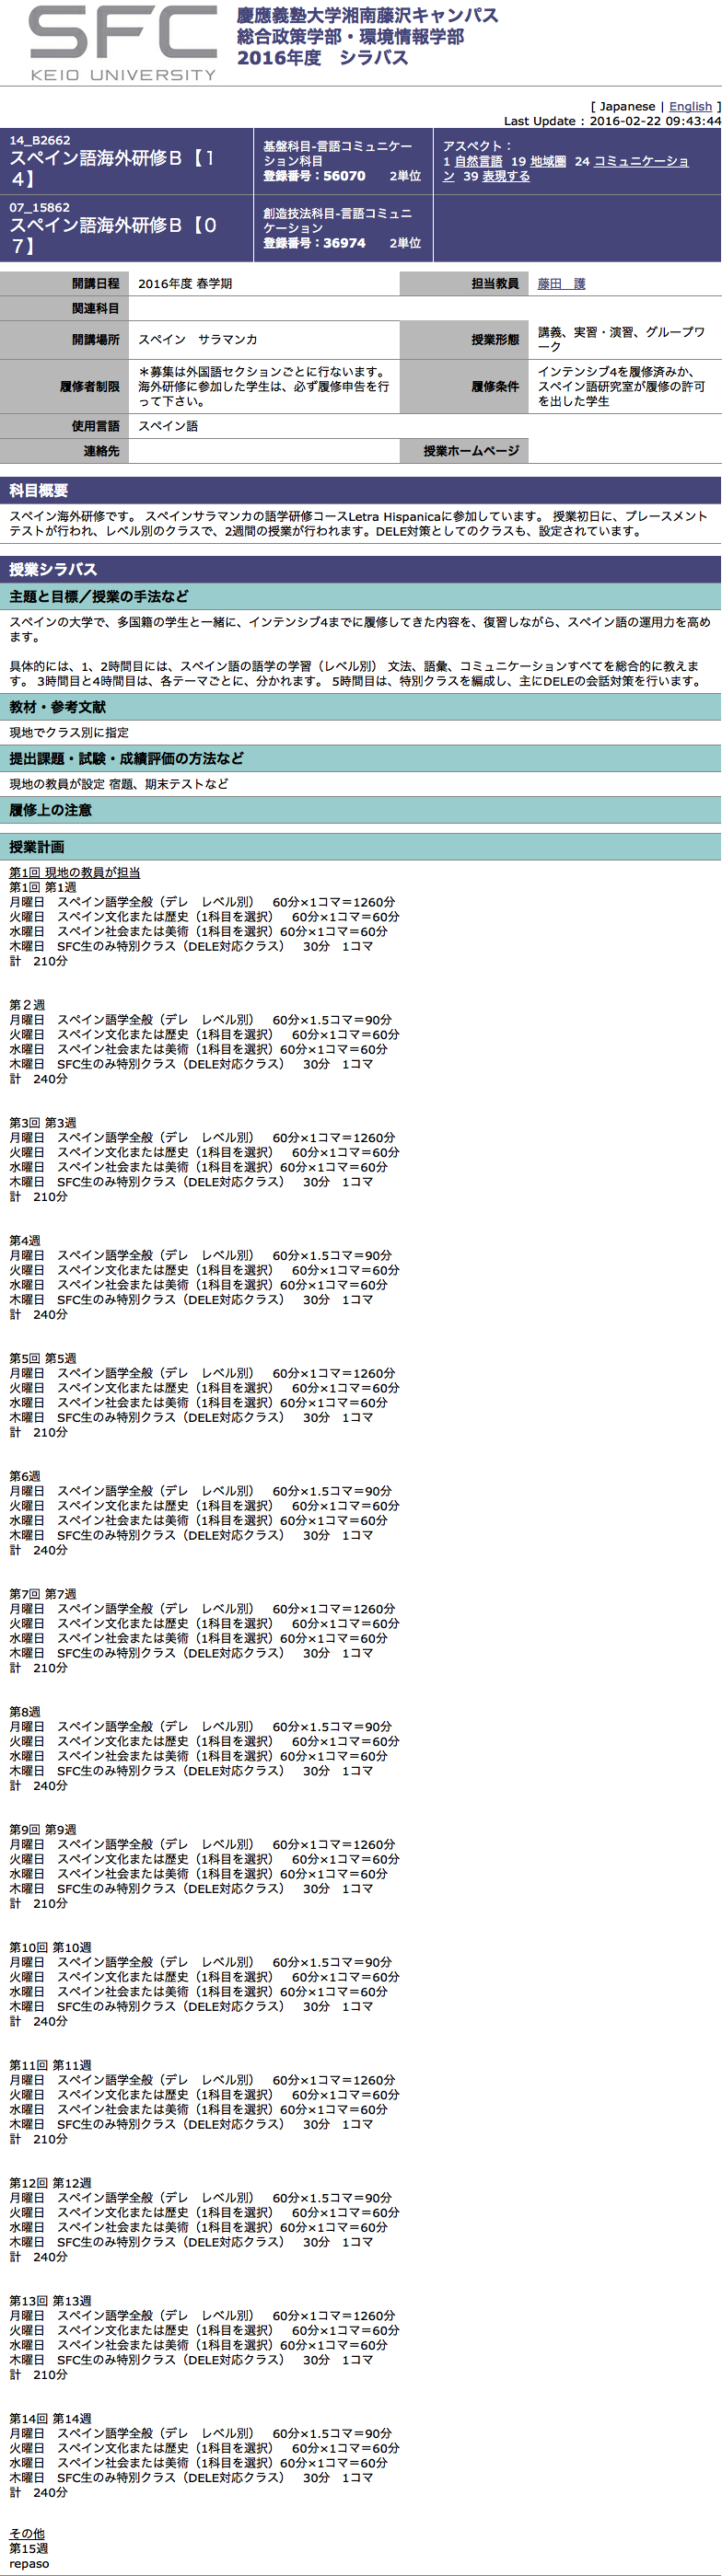 SFC
KEIO UNIVERSITY
慶應義塾大学湘南藤沢キャンパス
総合政策学部・環境情報学部
2016年度　シラバス
[ Japanese | English ]
Last Update : 2016-02-22 09:43:44
14_B2662
スペイン語海外研修Ｂ【１
４】
基盤科目-言語コミュニケー
ション科目
登録番号：56070　　2単位
アスペクト：
1 自然言語 19 地域圏 24 コミュニケーショ
ン 39 表現する
07_15862
スペイン語海外研修Ｂ【０
７】
創造技法科目-言語コミュニ
ケーション
登録番号：36974　　2単位
開講日程　2016年度 春学期　担当教員　藤田　護
関連科目
開講場所　スペイン　サラマンカ　授業形態　講義、実習・演習、グループワ
ーク
履修者制限
＊募集は外国語セクションごとに行ないます。
海外研修に参加した学生は、必ず履修申告を行
って下さい。
履修条件
インテンシブ4を履修済みか、
スペイン語研究室が履修の許可
を出した学生
使用言語　スペイン語
連絡先　授業ホームページ
科目概要
スペイン海外研修です。 スペインサラマンカの語学研修コースLetra Hispanicaに参加しています。 授業初日に、プレースメント
テストが行われ、レベル別のクラスで、2週間の授業が行われます。DELE対策としてのクラスも、設定されています。
授業シラバス
主題と目標／授業の手法など
スペインの大学で、多国籍の学生と一緒に、インテンシブ4までに履修してきた内容を、復習しながら、スペイン語の運用力を高め
ます。
具体的には、1、2時間目には、スペイン語の語学の学習（レベル別） 文法、語彙、コミュニケーションすべてを総合的に教えま
す。 3時間目と4時間目は、各テーマごとに、分かれます。 5時間目は、特別クラスを編成し、主にDELEの会話対策を行います。
教材・参考文献
現地でクラス別に指定
提出課題・試験・成績評価の方法など
現地の教員が設定 宿題、期末テストなど
履修上の注意
授業計画
第1回 現地の教員が担当
第1回 第1週
月曜日　スペイン語学全般（デレ　レベル別）　60分×1コマ＝1260分
火曜日　スペイン文化または歴史（1科目を選択）　60分×1コマ＝60分
水曜日　スペイン社会または美術（1科目を選択）60分×1コマ＝60分
木曜日　SFC生のみ特別クラス（DELE対応クラス）　30分　1コマ
計　210分
第２週
月曜日　スペイン語学全般（デレ　レベル別）　60分×1.5コマ＝90分
火曜日　スペイン文化または歴史（1科目を選択）　60分×1コマ＝60分
水曜日　スペイン社会または美術（1科目を選択）60分×1コマ＝60分
木曜日　SFC生のみ特別クラス（DELE対応クラス）　30分　1コマ
計　240分
第3回 第3週
月曜日　スペイン語学全般（デレ　レベル別）　60分×1コマ＝1260分
火曜日　スペイン文化または歴史（1科目を選択）　60分×1コマ＝60分
水曜日　スペイン社会または美術（1科目を選択）60分×1コマ＝60分
木曜日　SFC生のみ特別クラス（DELE対応クラス）　30分　1コマ
計　210分
第4週
月曜日　スペイン語学全般（デレ　レベル別）　60分×1.5コマ＝90分
火曜日　スペイン文化または歴史（1科目を選択）　60分×1コマ＝60分
水曜日　スペイン社会または美術（1科目を選択）60分×1コマ＝60分
木曜日　SFC生のみ特別クラス（DELE対応クラス）　30分　1コマ
計　240分
第5回 第5週
月曜日　スペイン語学全般（デレ　レベル別）　60分×1コマ＝1260分
火曜日　スペイン文化または歴史（1科目を選択）　60分×1コマ＝60分
水曜日　スペイン社会または美術（1科目を選択）60分×1コマ＝60分
木曜日　SFC生のみ特別クラス（DELE対応クラス）　30分　1コマ
計　210分
第6週
月曜日　スペイン語学全般（デレ　レベル別）　60分×1.5コマ＝90分
火曜日　スペイン文化または歴史（1科目を選択）　60分×1コマ＝60分
水曜日　スペイン社会または美術（1科目を選択）60分×1コマ＝60分
木曜日　SFC生のみ特別クラス（DELE対応クラス）　30分　1コマ
計　240分
第7回 第7週
月曜日　スペイン語学全般（デレ　レベル別）　60分×1コマ＝1260分
火曜日　スペイン文化または歴史（1科目を選択）　60分×1コマ＝60分
水曜日　スペイン社会または美術（1科目を選択）60分×1コマ＝60分
木曜日　SFC生のみ特別クラス（DELE対応クラス）　30分　1コマ
計　210分
第8週
月曜日　スペイン語学全般（デレ　レベル別）　60分×1.5コマ＝90分
火曜日　スペイン文化または歴史（1科目を選択）　60分×1コマ＝60分
水曜日　スペイン社会または美術（1科目を選択）60分×1コマ＝60分
木曜日　SFC生のみ特別クラス（DELE対応クラス）　30分　1コマ
計　240分
第9回 第9週
月曜日　スペイン語学全般（デレ　レベル別）　60分×1コマ＝1260分
火曜日　スペイン文化または歴史（1科目を選択）　60分×1コマ＝60分
水曜日　スペイン社会または美術（1科目を選択）60分×1コマ＝60分
木曜日　SFC生のみ特別クラス（DELE対応クラス）　30分　1コマ
計　210分
第10回 第10週
月曜日　スペイン語学全般（デレ　レベル別）　60分×1.5コマ＝90分
火曜日　スペイン文化または歴史（1科目を選択）　60分×1コマ＝60分
水曜日　スペイン社会または美術（1科目を選択）60分×1コマ＝60分
木曜日　SFC生のみ特別クラス（DELE対応クラス）　30分　1コマ
計　240分
第11回 第11週
月曜日　スペイン語学全般（デレ　レベル別）　60分×1コマ＝1260分
火曜日　スペイン文化または歴史（1科目を選択）　60分×1コマ＝60分
水曜日　スペイン社会または美術（1科目を選択）60分×1コマ＝60分
木曜日　SFC生のみ特別クラス（DELE対応クラス）　30分　1コマ
計　210分
第12回 第12週
月曜日　スペイン語学全般（デレ　レベル別）　60分×1.5コマ＝90分
火曜日　スペイン文化または歴史（1科目を選択）　60分×1コマ＝60分
水曜日　スペイン社会または美術（1科目を選択）60分×1コマ＝60分
木曜日　SFC生のみ特別クラス（DELE対応クラス）　30分　1コマ
計　240分
第13回 第13週
月曜日　スペイン語学全般（デレ　レベル別）　60分×1コマ＝1260分
火曜日　スペイン文化または歴史（1科目を選択）　60分×1コマ＝60分
水曜日　スペイン社会または美術（1科目を選択）60分×1コマ＝60分
木曜日　SFC生のみ特別クラス（DELE対応クラス）　30分　1コマ
計　210分
第14回 第14週
月曜日　スペイン語学全般（デレ　レベル別）　60分×1.5コマ＝90分
火曜日　スペイン文化または歴史（1科目を選択）　60分×1コマ＝60分
水曜日　スペイン社会または美術（1科目を選択）60分×1コマ＝60分
木曜日　SFC生のみ特別クラス（DELE対応クラス）　30分　1コマ
計　240分
その他
第15週
repaso